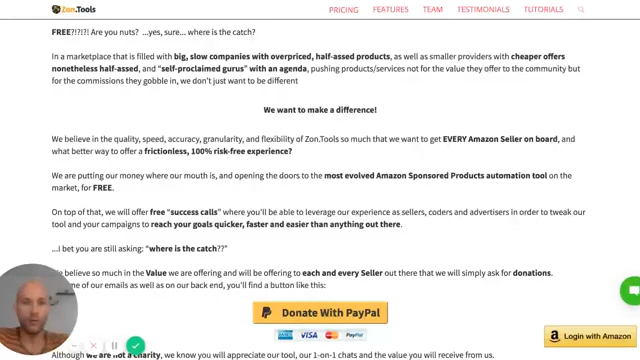 Zon.Tools
PRICING FEATURES TEAM TESTIMONIALS TUTORIALS
FREE?!?!?! Are you nuts? ...yes, sure... where is the catch?
In a marketplace that is filled with big, slow companies with overpriced, half-assed products, as well as smaller providers with cheaper offers
nonetheless half-assed, and “self-proclaimed gurus” with an agenda, pushing products/services not for the value they offer to the community but
for the commissions they gobble in, we don't just want to be different
We want to make a difference!
We believe in the quality, speed, accuracy, granularity, and flexibility of Zon.Tools so much that we want to get EVERY Amazon Seller on board, and
what better way to offer a frictionless, 100% risk-free experience?
We are putting our money where our mouth is, and opening the doors to the most evolved Amazon Sponsored Products automation tool on the
market, for FREE.
On top of that, we will offer free “success calls” where you'll be able to leverage our experience as sellers, coders and advertisers in order to tweak our
tool and your campaigns to reach your goals quicker, faster and easier than anything out there.
...I bet you are still asking: “where is the catch??”
We believe so much in the Value we are offering and will be offering to each and every Seller out there that we will simply ask for donations.
me of our emails as well as on our back end, you'll find a button like this:
Donate With PayPal
VISA PayPal
Login with Amazon
Although we are not a charity, we know you will appreciate our tool, our 1-on-1 chats and the value you will receive from us.